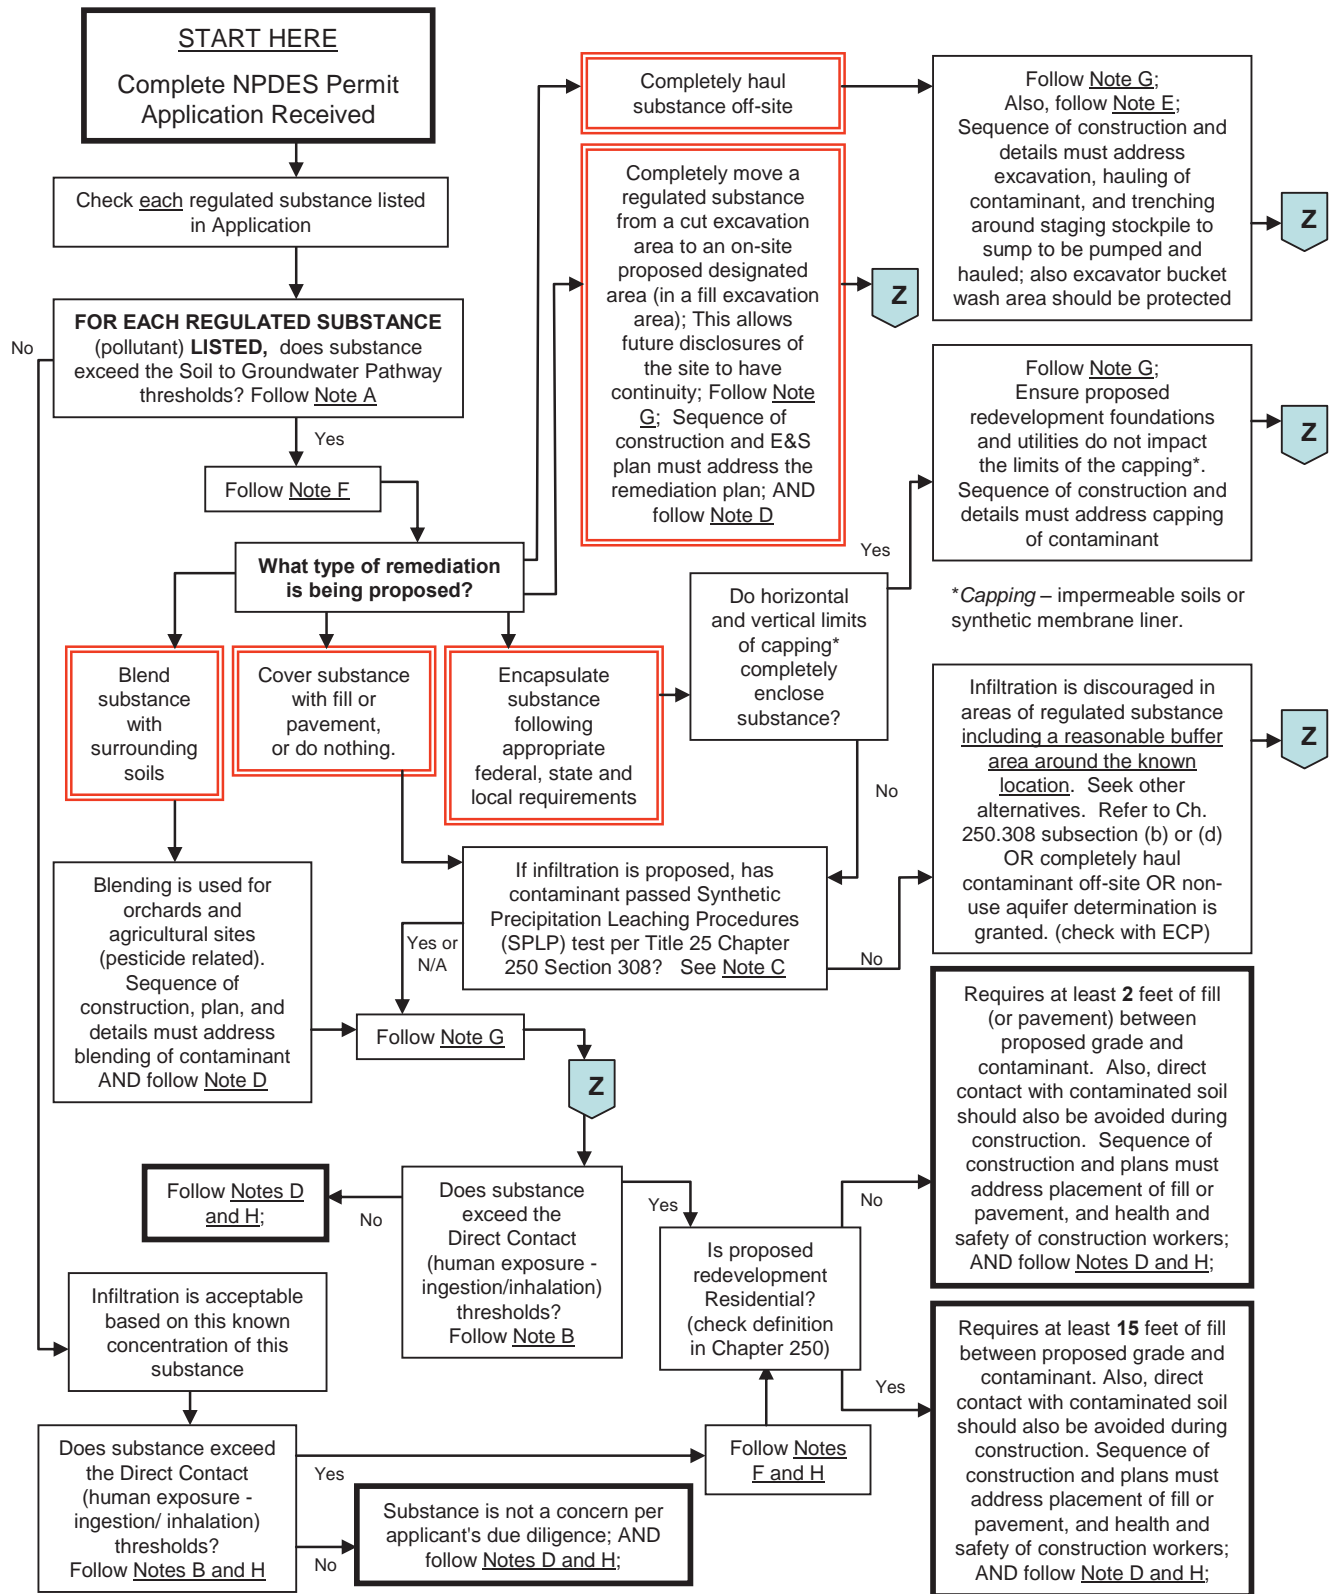 START HERE
Complete NPDES Permit
Application Received
Check each regulated substance listed
in Application
FOR EACH REGULATED SUBSTANCE
(pollutant) LISTED, does substance
exceed the Soil to Groundwater Pathway
thresholds? Follow Note A
No
Yes
Follow Note F
What type of remediation
is being proposed?
Completely haul
substance off-site
Follow Note G;
Also, follow Note E;
Sequence of construction and
details must address
excavation, hauling of
contaminant, and trenching
around staging stockpile to
sump to be pumped and
hauled; also excavator bucket
wash area should be protected
Z
Completely move a
regulated substance
from a cut excavation
area to an on-site
proposed designated
area (in a fill excavation
area); This allows
future disclosures of
the site to have
continuity; Follow Note
G; Sequence of
construction and E&S
plan must address the
remediation plan; AND
follow Note D
Z
Follow Note G;
Ensure proposed
redevelopment foundations
and utilities do not impact
the limits of the capping*.
Sequence of construction and
details must address capping
of contaminant
Z
*Capping – impermeable soils or
synthetic membrane liner.
Yes
Do horizontal
and vertical limits
of capping*
completely
enclose
substance?
No
Blend
substance
with
surrounding
soils
Cover substance
with fill or
pavement,
or do nothing.
Encapsulate
substance
following
appropriate
federal, state and
local requirements
Infiltration is discouraged in
areas of regulated substance
including a reasonable buffer
area around the known
location. Seek other
alternatives. Refer to Ch.
250.308 subsection (b) or (d)
OR completely haul
contaminant off-site OR non-
use aquifer determination is
granted. (check with ECP)
Z
If infiltration is proposed, has
contaminant passed Synthetic
Precipitation Leaching Procedures
(SPLP) test per Title 25 Chapter
250 Section 308? See Note C
Yes or
N/A
No
Blending is used for
orchards and
agricultural sites
(pesticide related).
Sequence of
construction, plan, and
details must address
blending of contaminant
AND follow Note D
Follow Note G
Z
Does substance
exceed the
Direct Contact
(human exposure -
ingestion/inhalation)
thresholds?
Follow Note B
No
Follow Notes D
and H;
Yes
Is proposed
redevelopment
Residential?
(check definition
in Chapter 250)
No
Requires at least 2 feet of fill
(or pavement) between
proposed grade and
contaminant. Also, direct
contact with contaminated soil
should also be avoided during
construction. Sequence of
construction and plans must
address placement of fill or
pavement, and health and
safety of construction workers;
AND follow Notes D and H;
Yes
Requires at least 15 feet of fill
between proposed grade and
contaminant. Also, direct
contact with contaminated soil
should also be avoided during
construction. Sequence of
construction and plans must
address placement of fill or
pavement, and health and
safety of construction workers;
AND follow Note D and H;
Infiltration is acceptable
based on this known
concentration of this
substance
Does substance exceed
the Direct Contact
(human exposure -
ingestion/ inhalation)
thresholds?
Follow Notes B and H
Yes
Follow Notes
F and H
No
Substance is not a concern per
applicant's due diligence; AND
follow Notes D and H;